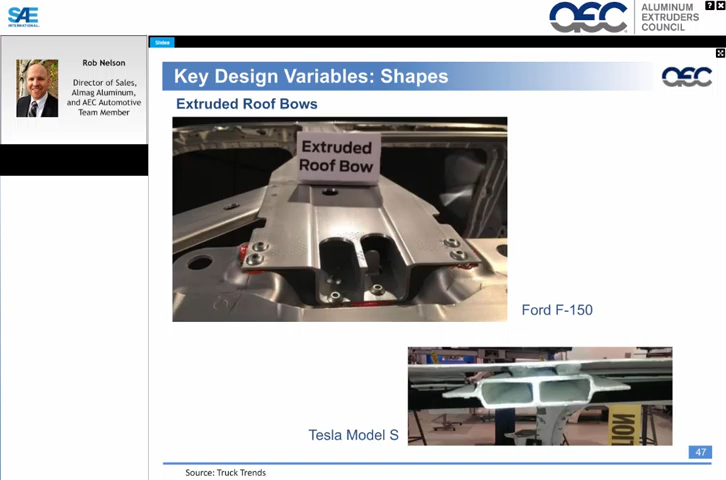 SAE
INTERNATIONAL
AEC
ALUMINUM
EXTRUDERS
COUNCIL
Rob Nelson
Director of Sales,
Almag Aluminum,
and AEC Automotive
Team Member
Slides
Key Design Variables: Shapes
AEC
Extruded Roof Bows
Extruded
Roof Bow
Ford F-150
Tesla Model S
47
Source: Truck Trends